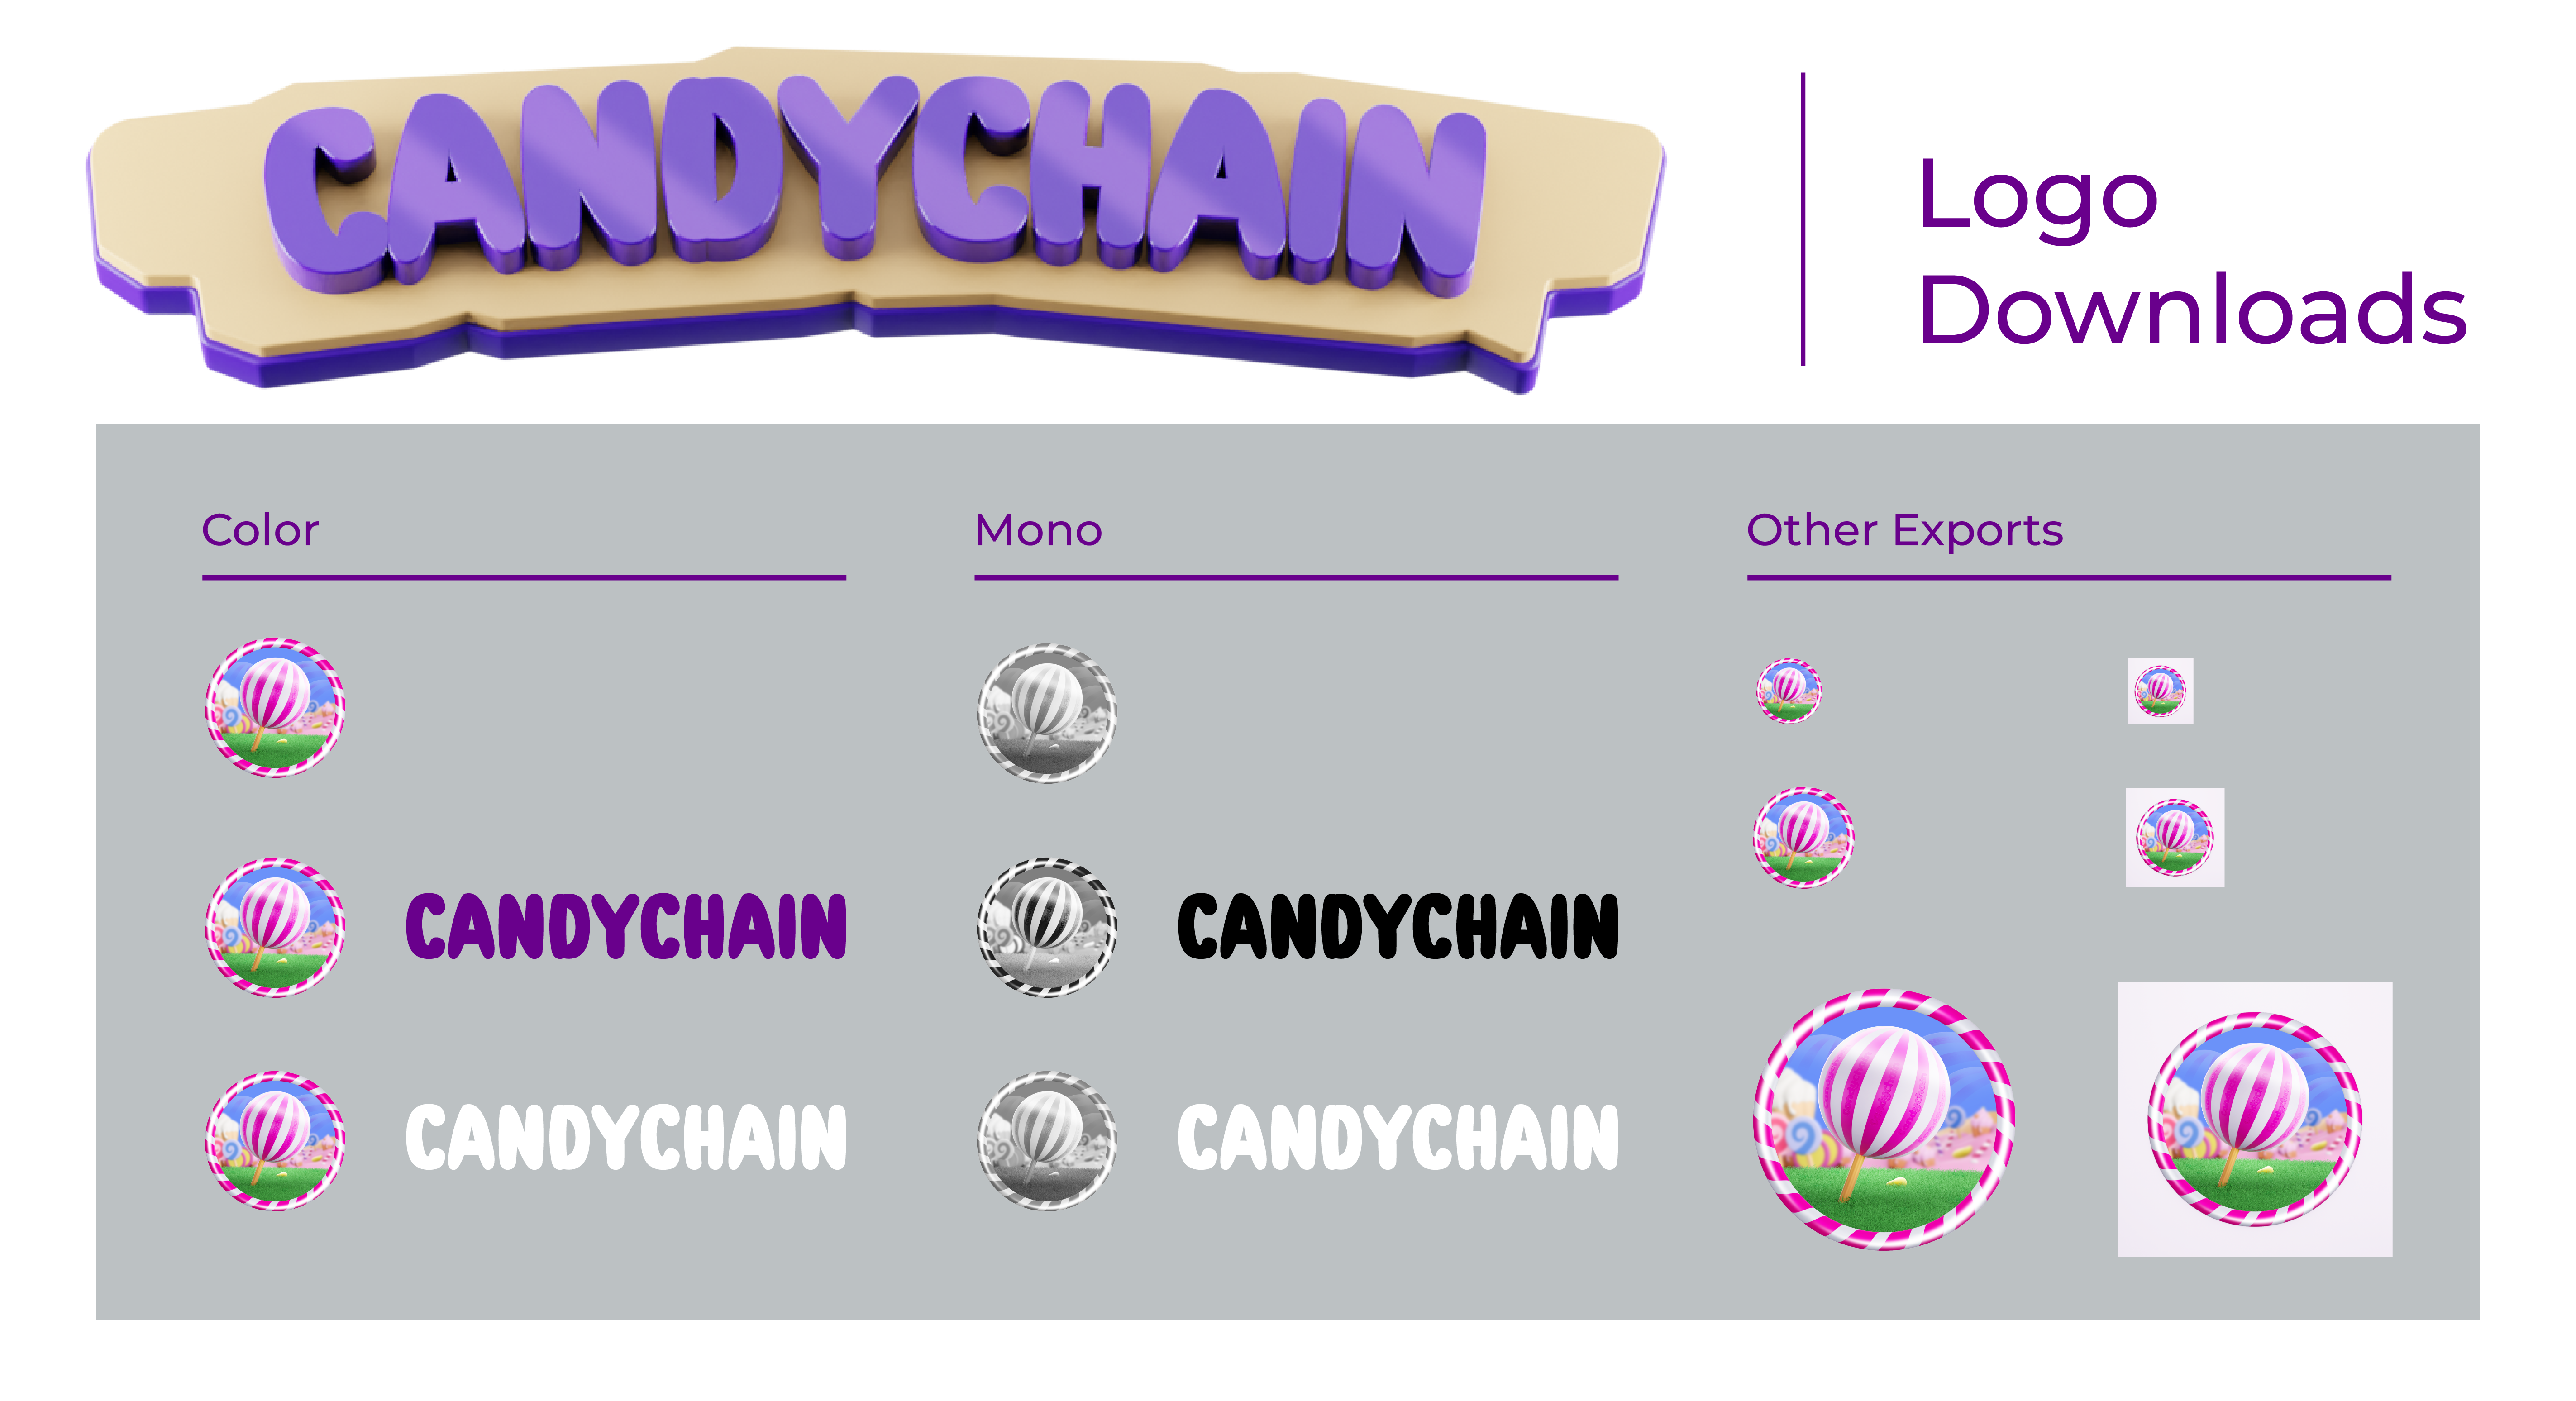 CANDYCHAIN
Logo
Downloads
Color
Mono
Other Exports
CANDYCHAIN
CANDYCHAIN
CANDYCHAIN
CANDYCHAIN